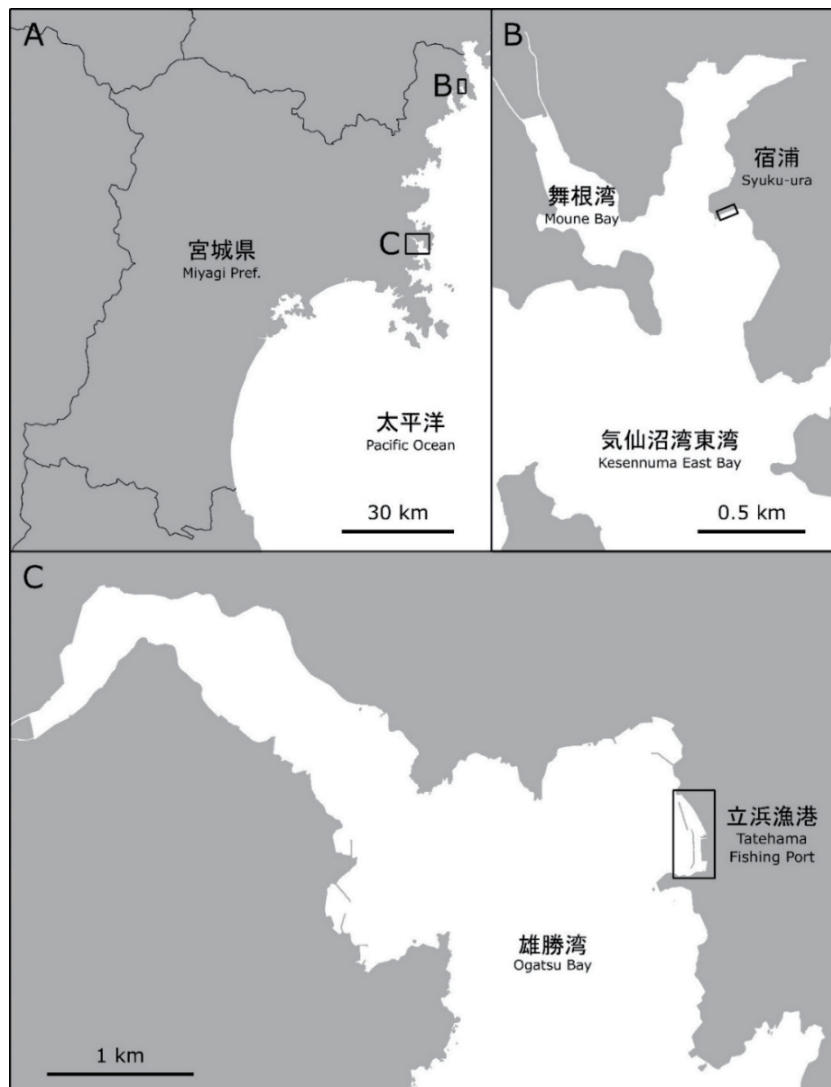 A
B
C
宮城県
Miyagi Pref.
太平洋
Pacific Ocean
30 km
B
宿浦
Syuku-ura
舞根湾
Moune Bay
気仙沼湾東湾
Kesennuma East Bay
0.5 km
C
立浜漁港
Tatehama
Fishing Port
雄勝湾
Ogatsu Bay
1 km